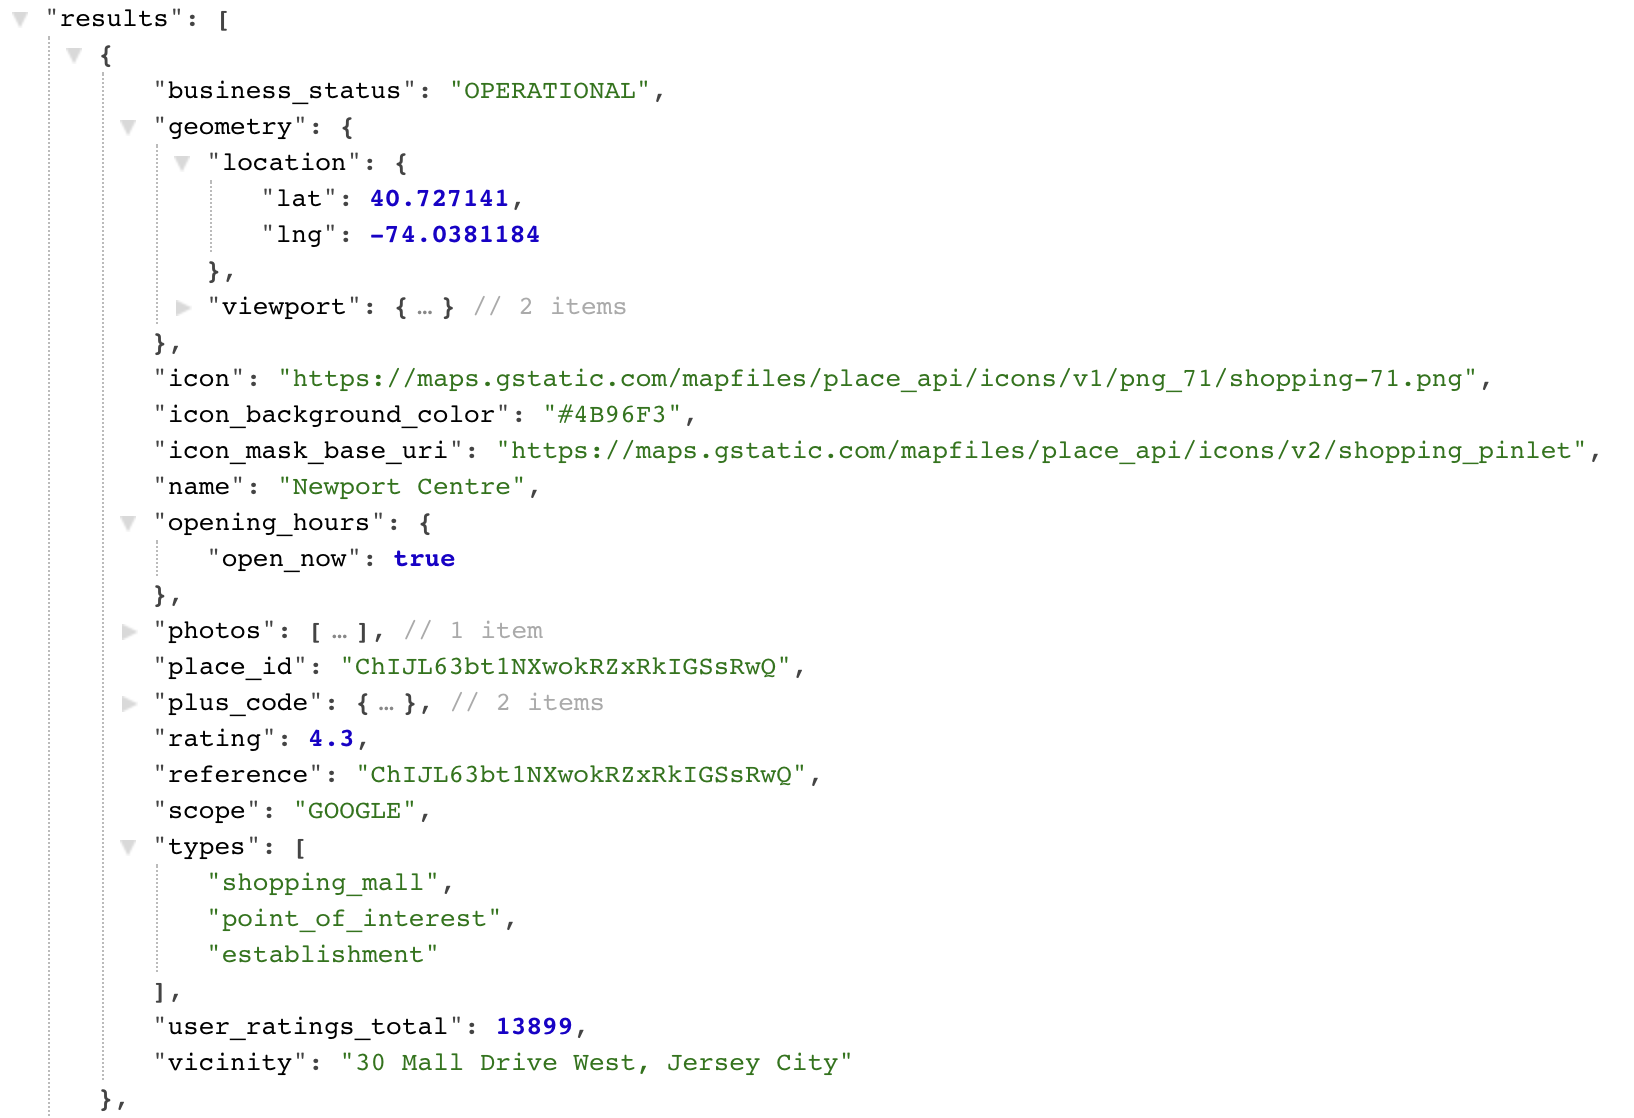 "results": [
{
"business_status": "OPERATIONAL",
"geometry": {
"location": {
"lat": 40.727141,
"lng": -74.0381184
},
"viewport": { … } // 2 items
},
"icon": "https://maps.gstatic.com/mapfiles/place_api/icons/v1/png_71/shopping-71.png",
"icon_background_color": "#4B96F3",
"icon_mask_base_uri": "https://maps.gstatic.com/mapfiles/place_api/icons/v2/shopping_pinlet",
"name": "Newport Centre",
"opening_hours": {
"open_now": true
},
"photos": [ … ], // 1 item
"place_id": "ChIJL63bt1NXwokRZxRkIGSsRwQ",
"plus_code": { … }, // 2 items
"rating": 4.3,
"reference": "ChIJL63bt1NXwokRZxRkIGSsRwQ",
"scope": "GOOGLE",
"types": [
"shopping_mall",
"point_of_interest",
"establishment"
],
"user_ratings_total": 13899,
"vicinity": "30 Mall Drive West, Jersey City"
},